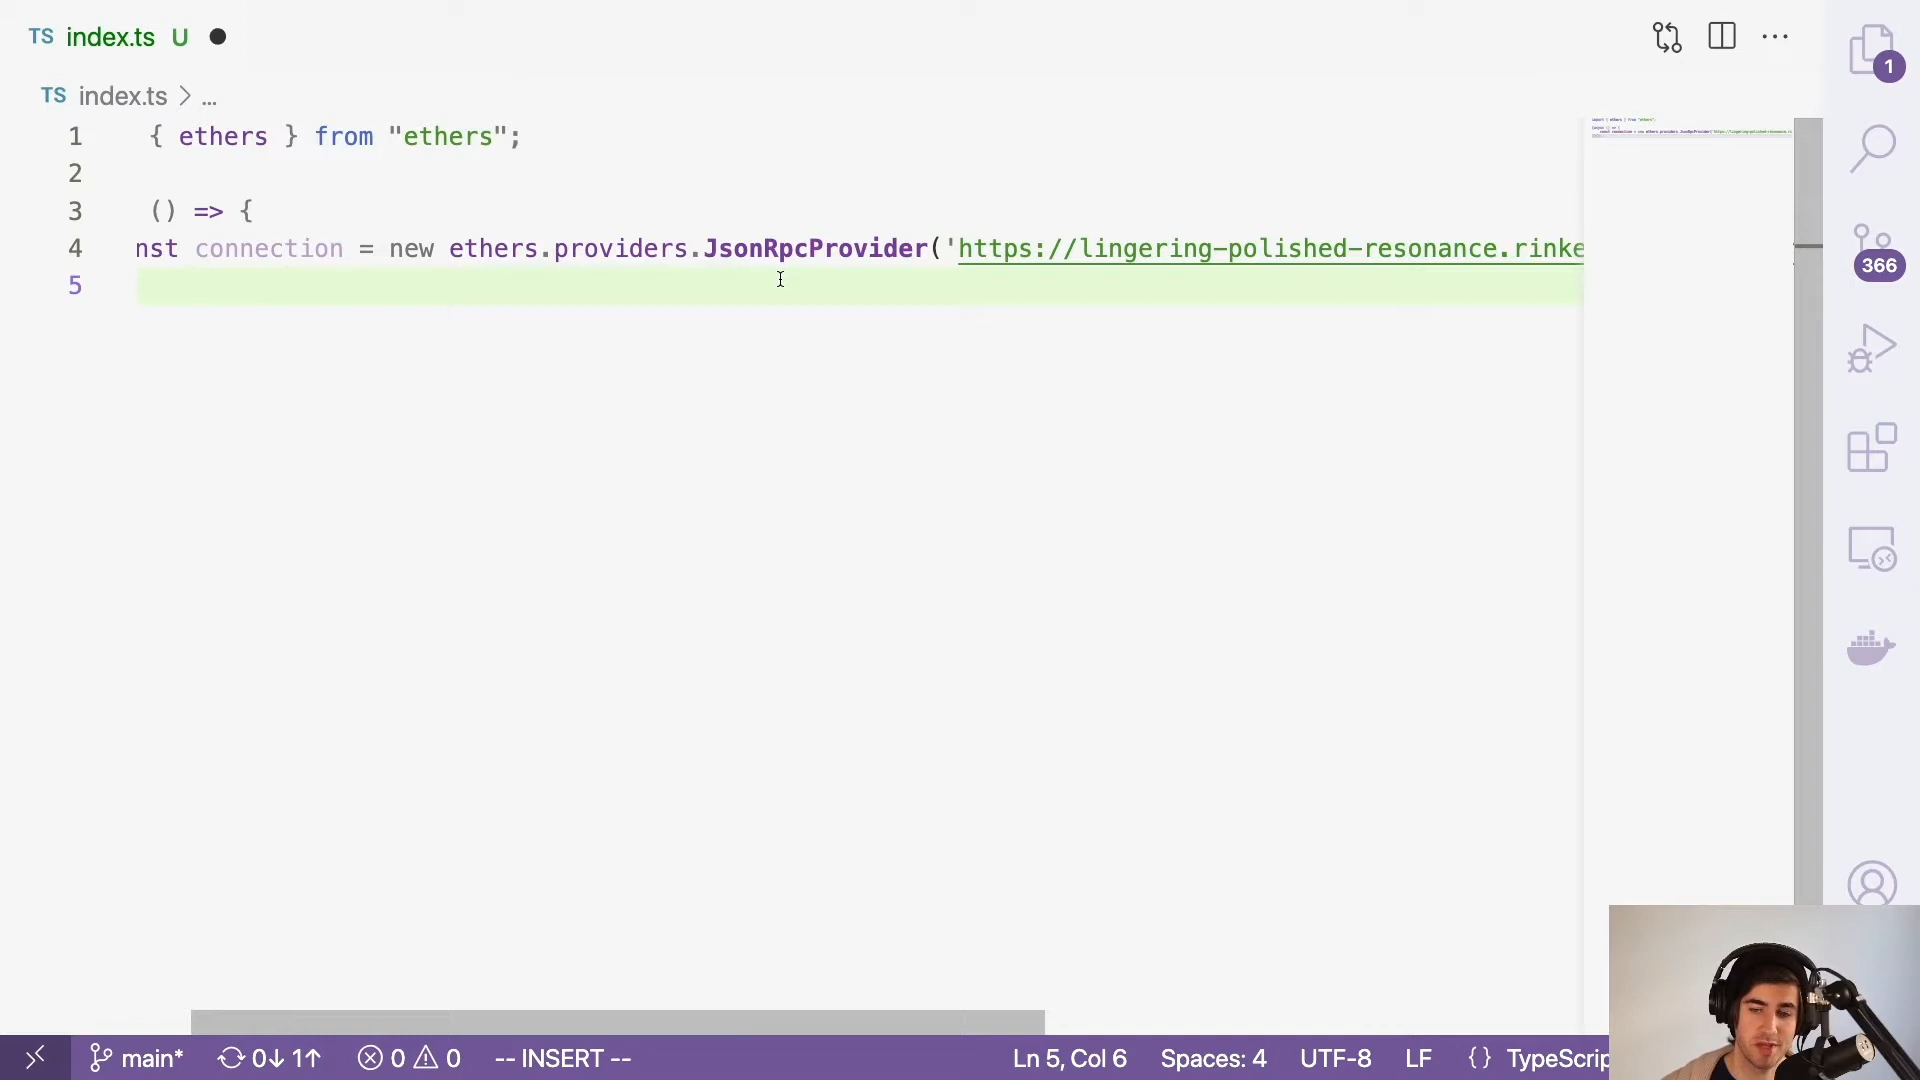 TS index.ts U
TS index.ts > ...
1 { ethers } from "ethers";
2
3 () => {
4 nst connection = new ethers.providers.JsonRpcProvider('https://lingering-polished-resonance.rinke
5
1
366
main* 0↓ 1↑ 0 0 -- INSERT -- Ln 5, Col 6 Spaces: 4 UTF-8 LF {} TypeScrip